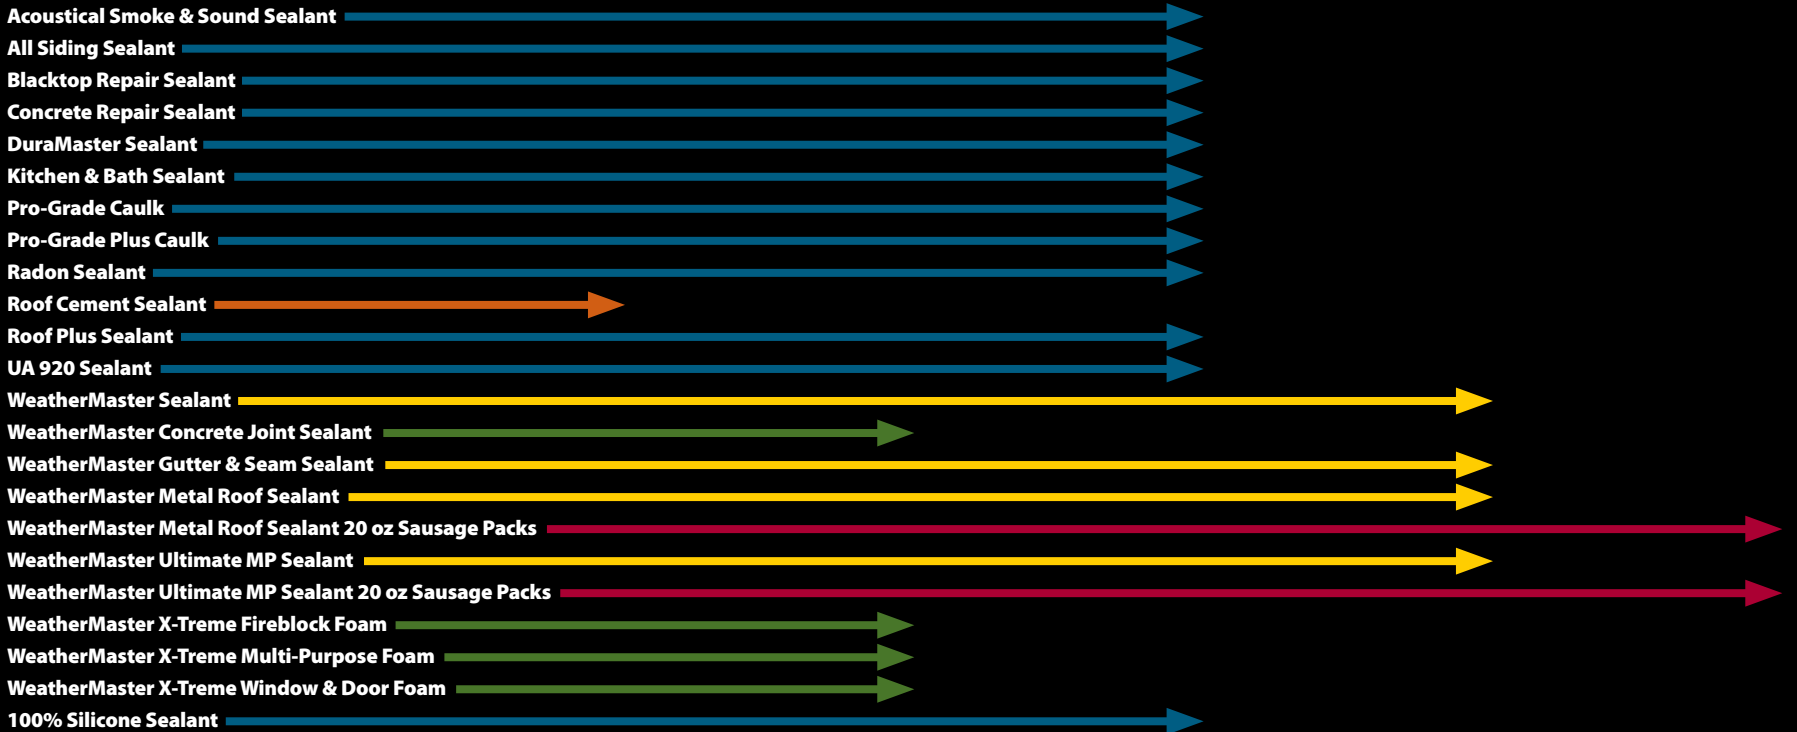 Acoustical Smoke & Sound Sealant
All Siding Sealant
Blacktop Repair Sealant
Concrete Repair Sealant
DuraMaster Sealant
Kitchen & Bath Sealant
Pro-Grade Caulk
Pro-Grade Plus Caulk
Radon Sealant
Roof Cement Sealant
Roof Plus Sealant
UA 920 Sealant
WeatherMaster Sealant
WeatherMaster Concrete Joint Sealant
WeatherMaster Gutter & Seam Sealant
WeatherMaster Metal Roof Sealant
WeatherMaster Metal Roof Sealant 20 oz Sausage Packs
WeatherMaster Ultimate MP Sealant
WeatherMaster Ultimate MP Sealant 20 oz Sausage Packs
WeatherMaster X-Treme Fireblock Foam
WeatherMaster X-Treme Multi-Purpose Foam
WeatherMaster X-Treme Window & Door Foam
100% Silicone Sealant